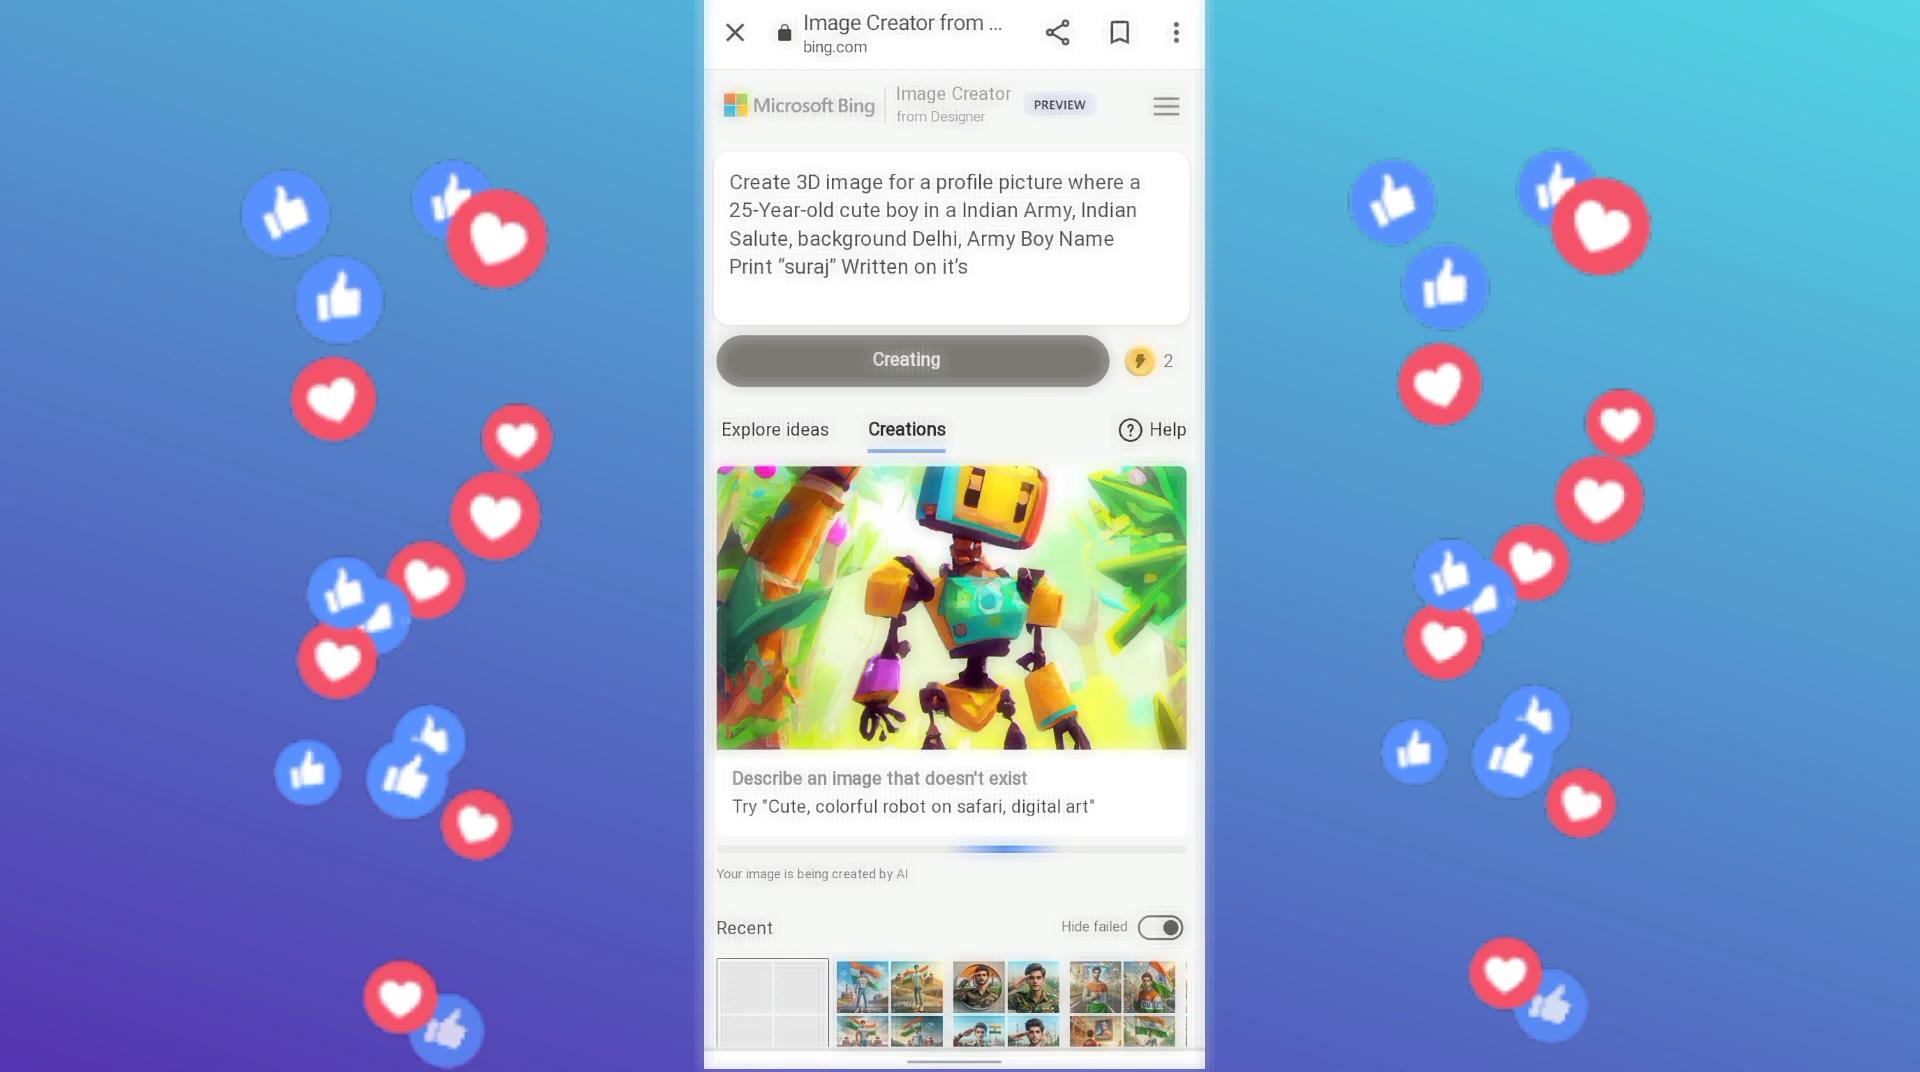 Image Creator from ...
bing.com
Microsoft Bing
Image Creator
from Designer
PREVIEW
Create 3D image for a profile picture where a
25-Year-old cute boy in a Indian Army, Indian
Salute, background Delhi, Army Boy Name
Print “suraj” Written on it’s
Creating
2
Explore ideas
Creations
Help
Describe an image that doesn't exist
Try "Cute, colorful robot on safari, digital art"
Your image is being created by AI
Recent
Hide failed